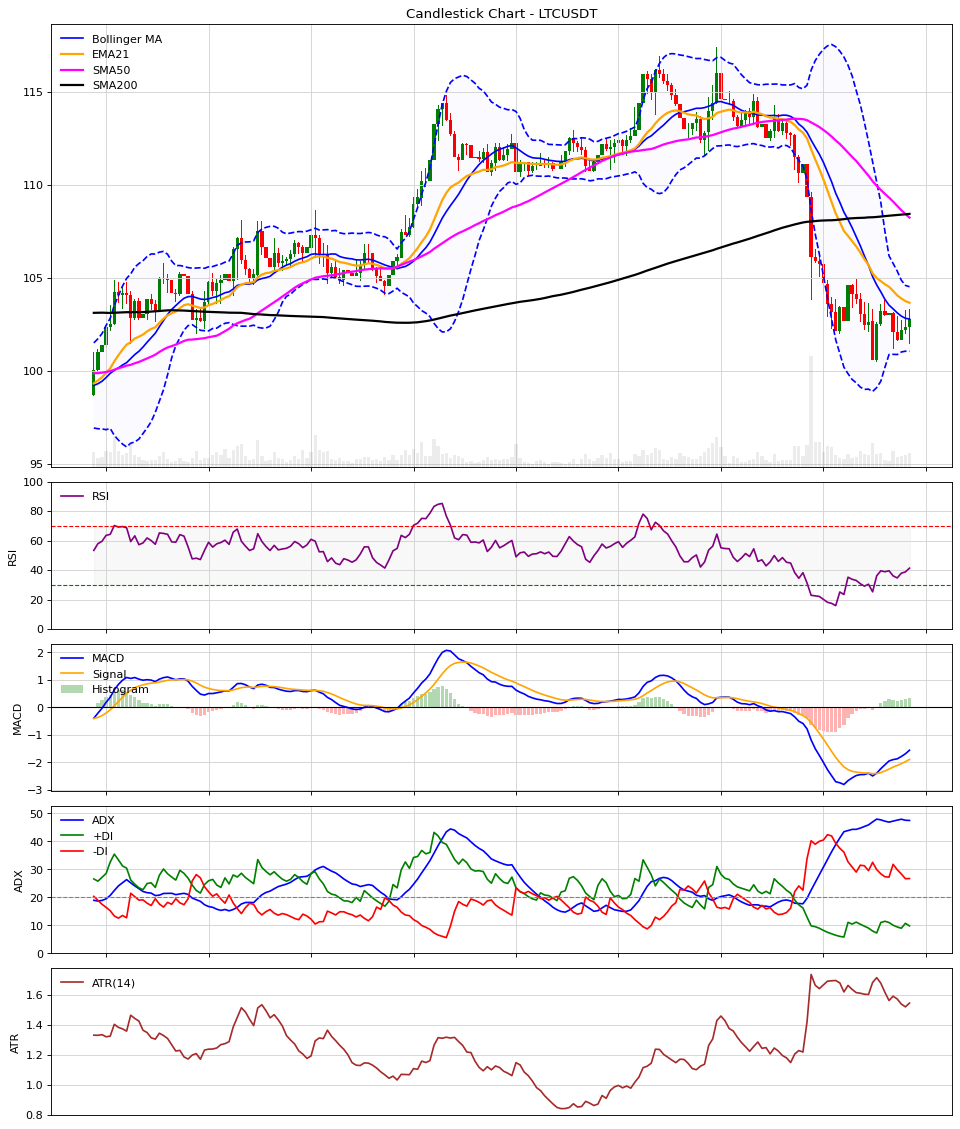 Candlestick Chart - LTCUSDT
Bollinger MA
EMA21
SMA50
SMA200
115
110
105
100
95
RSI
RSI
100
80
60
40
20
0
MACD
Signal
Histogram
MACD
2
1
0
−1
−2
−3
ADX
+DI
-DI
ADX
50
40
30
20
10
0
ATR(14)
ATR
1.6
1.4
1.2
1.0
0.8